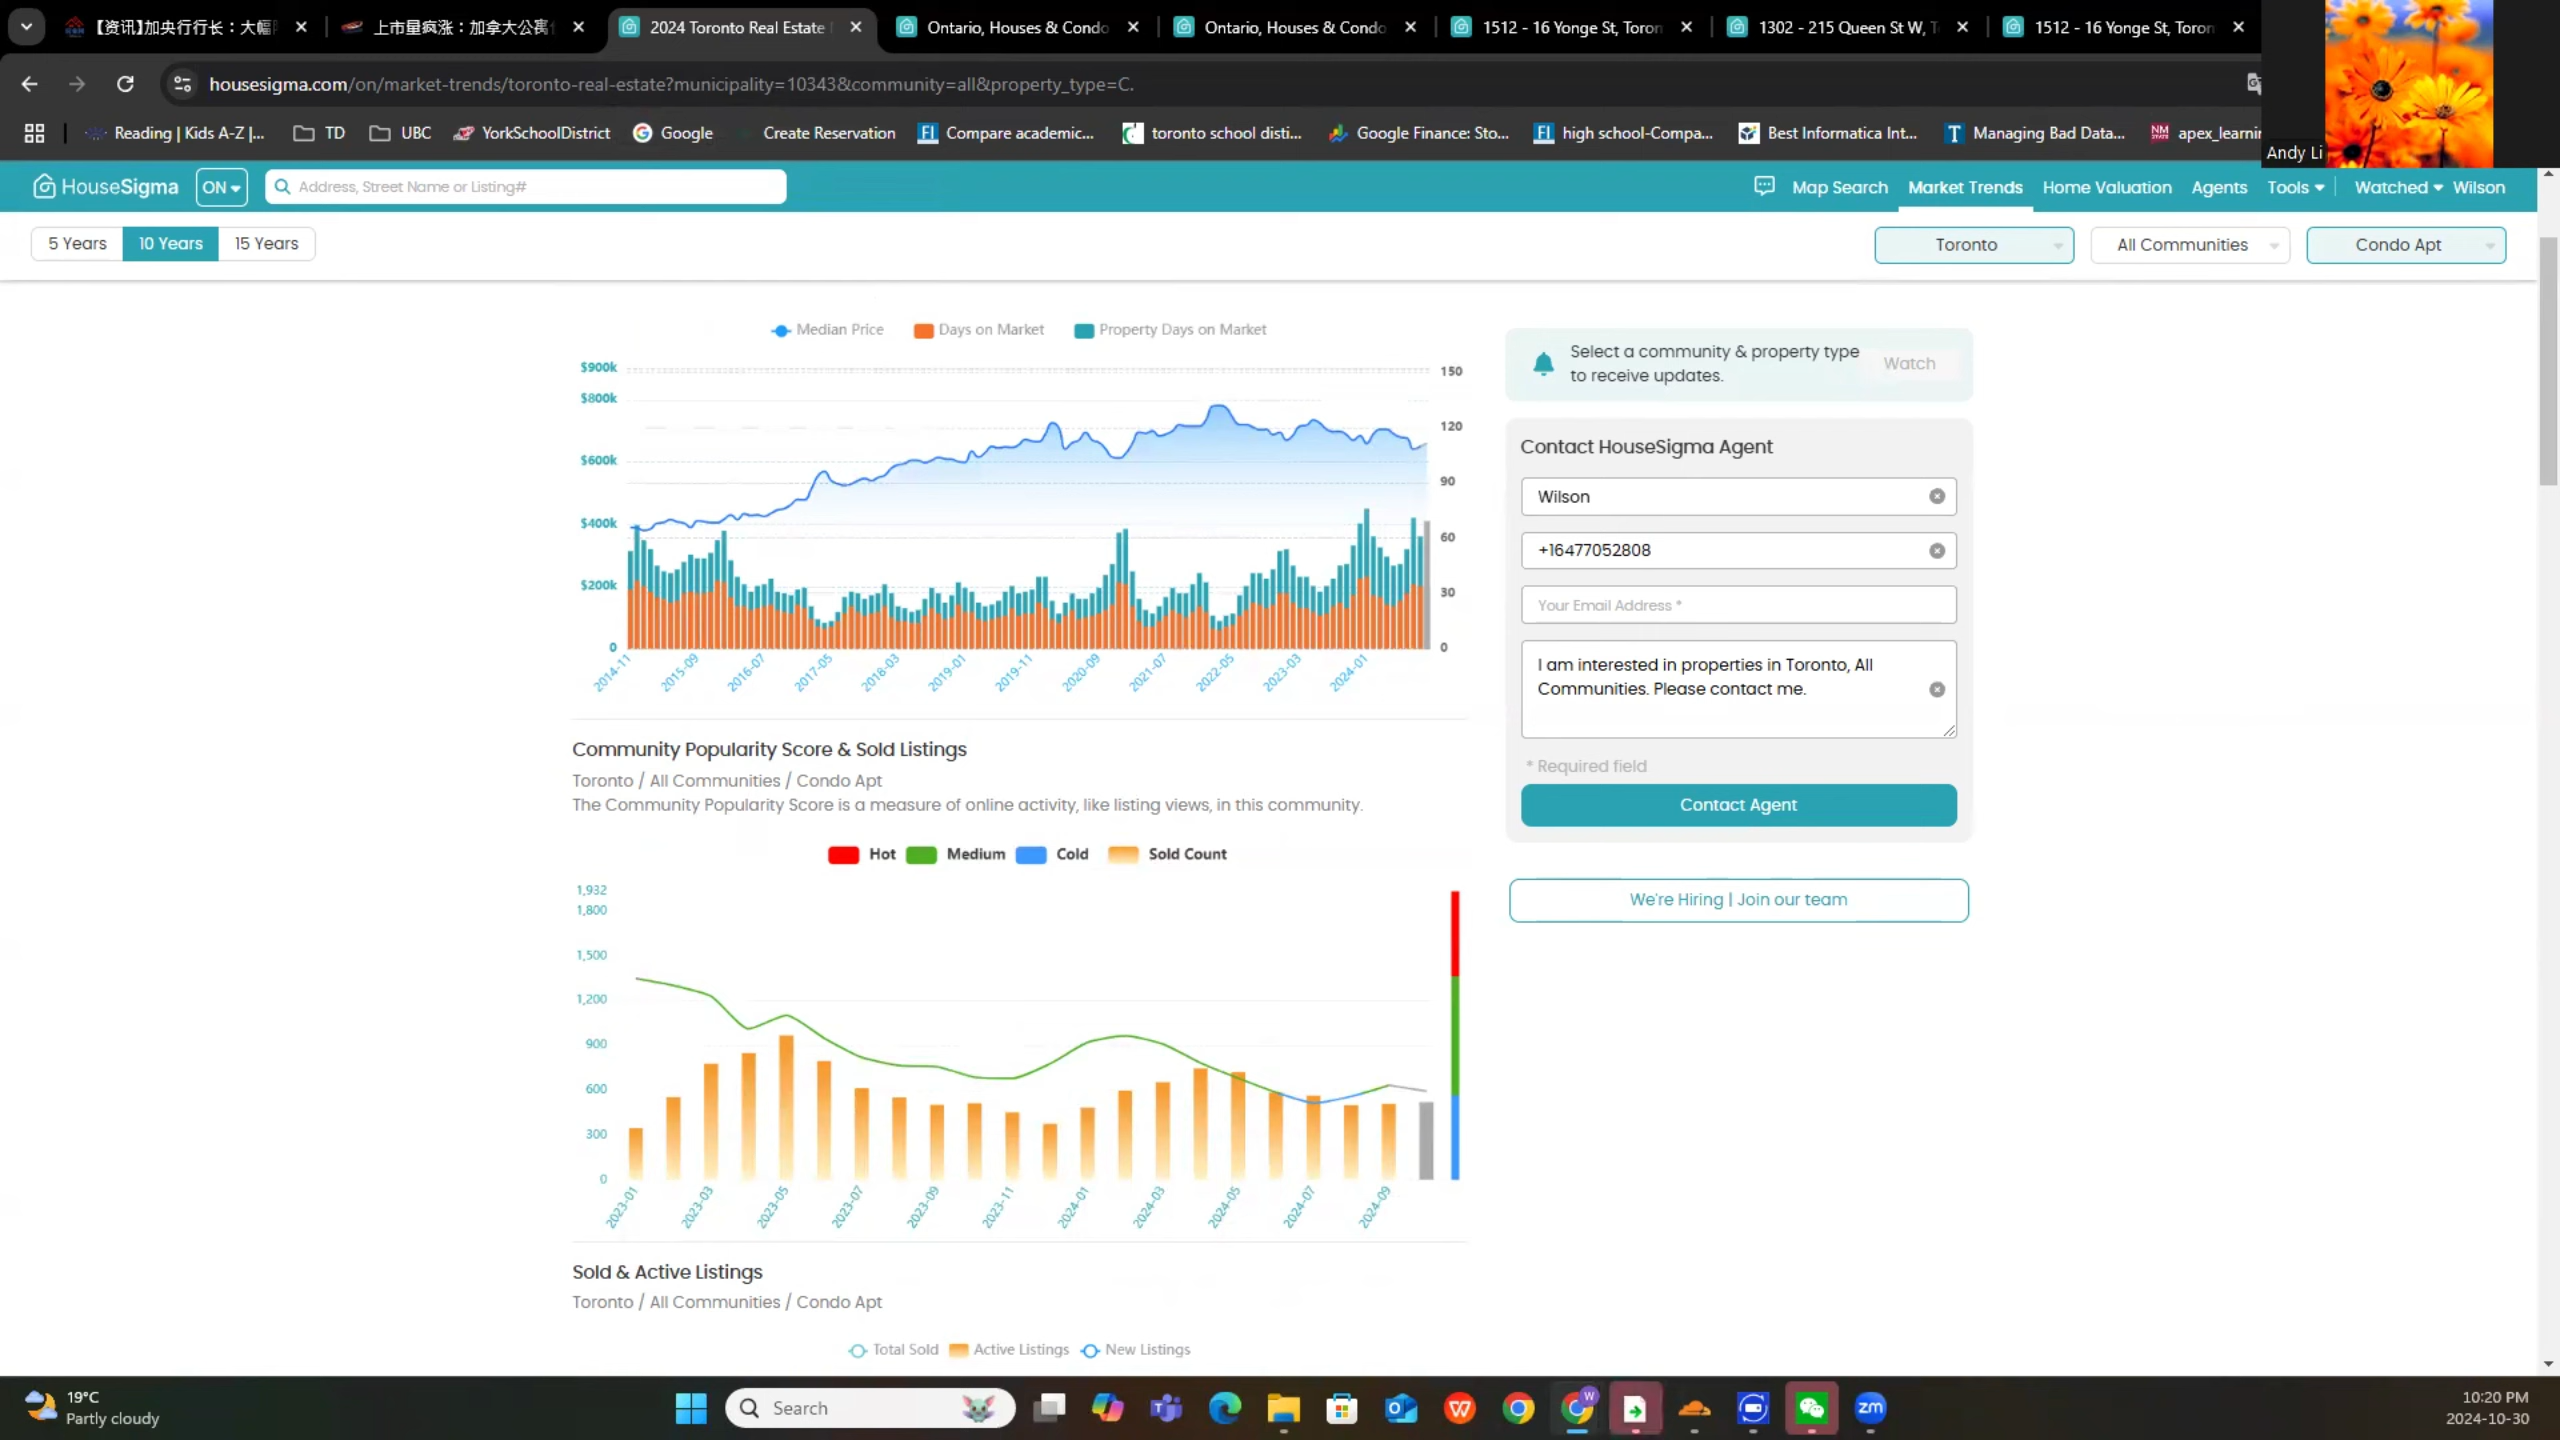 【资讯】加央行行长：大幅
上市量疯涨：加拿大公寓
2024 Toronto Real Estate
Ontario, Houses & Condo
Ontario, Houses & Condo
1512 - 16 Yonge St, Toron
1302 - 215 Queen St W, T
1512 - 16 Yonge St, Toron
housesigma.com/on/market-trends/toronto-real-estate?municipality=10343&community=all&property_type=C.
Reading | Kids A-Z |...
TD
UBC
YorkSchoolDistrict
Google
Create Reservation
Compare academic...
toronto school disti...
Google Finance: Sto...
high school-Compa...
Best Informatica Int...
Managing Bad Data...
apex_learnin
Andy Li
HouseSigma
ON
Address, Street Name or Listing#
Map Search
Market Trends
Home Valuation
Agents
Tools
Watched
Wilson
5 Years
10 Years
15 Years
Toronto
All Communities
Condo Apt
Median Price
Days on Market
Property Days on Market
$900k
$800k
$600k
$400k
$200k
0
150
120
90
60
30
0
2014-11
2015-09
2016-07
2017-05
2018-03
2019-01
2019-11
2020-09
2021-07
2022-05
2023-03
2024-01
Select a community & property type
to receive updates.
Watch
Contact HouseSigma Agent
Wilson
+16477052808
Your Email Address *
I am interested in properties in Toronto, All
Communities. Please contact me.
* Required field
Contact Agent
We're Hiring | Join our team
Community Popularity Score & Sold Listings
Toronto / All Communities / Condo Apt
The Community Popularity Score is a measure of online activity, like listing views, in this community.
Hot
Medium
Cold
Sold Count
1,932
1,800
1,500
1,200
900
600
300
0
2023-01
2023-03
2023-05
2023-07
2023-09
2023-11
2024-01
2024-03
2024-05
2024-07
2024-09
Sold & Active Listings
Toronto / All Communities / Condo Apt
Total Sold
Active Listings
New Listings
19°C
Partly cloudy
Search
zm
10:20 PM
2024-10-30